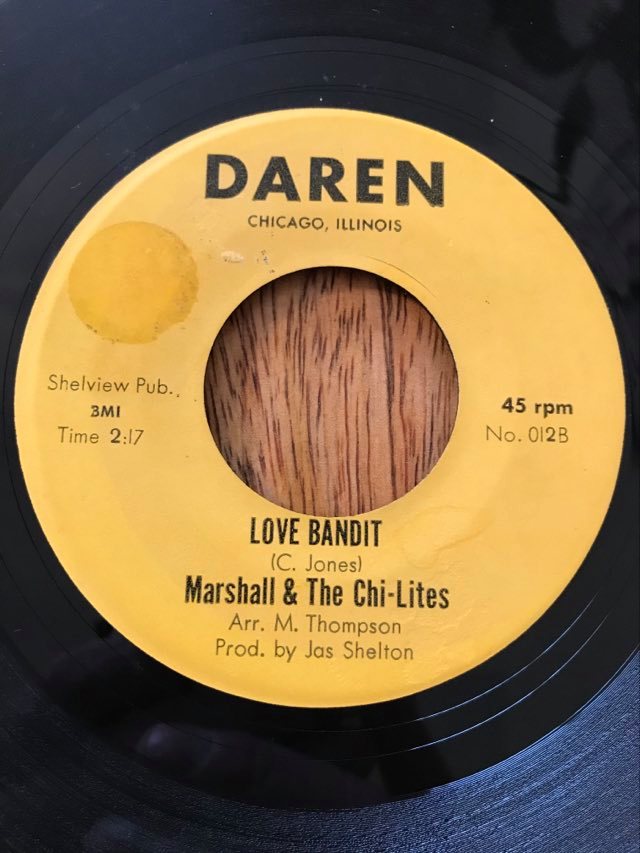 DAREN
CHICAGO, ILLINOIS
Shelview Pub.
BMI
Time 2:17
45 rpm
No. 012B
LOVE BANDIT
(C. Jones)
Marshall & The Chi-Lites
Arr. M. Thompson
Prod. by Jas Shelton